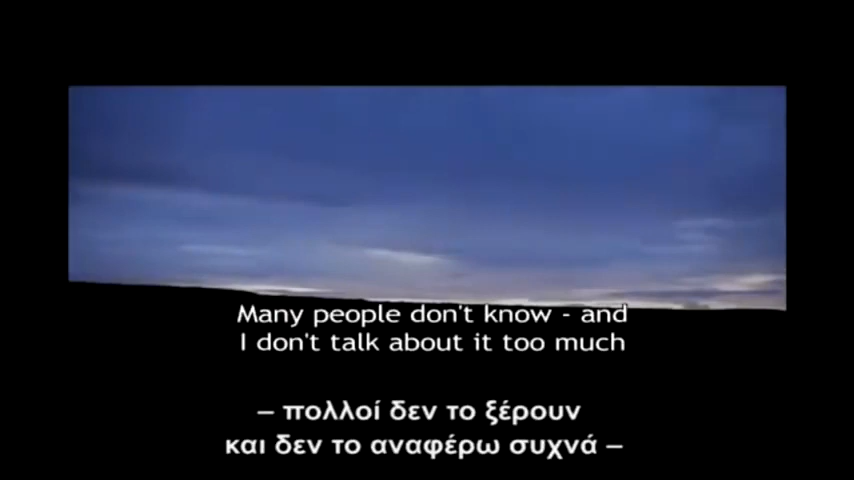 Many people don't know - and
I don't talk about it too much
– πολλοί δεν το ξέρουν
και δεν το αναφέρω συχνά –